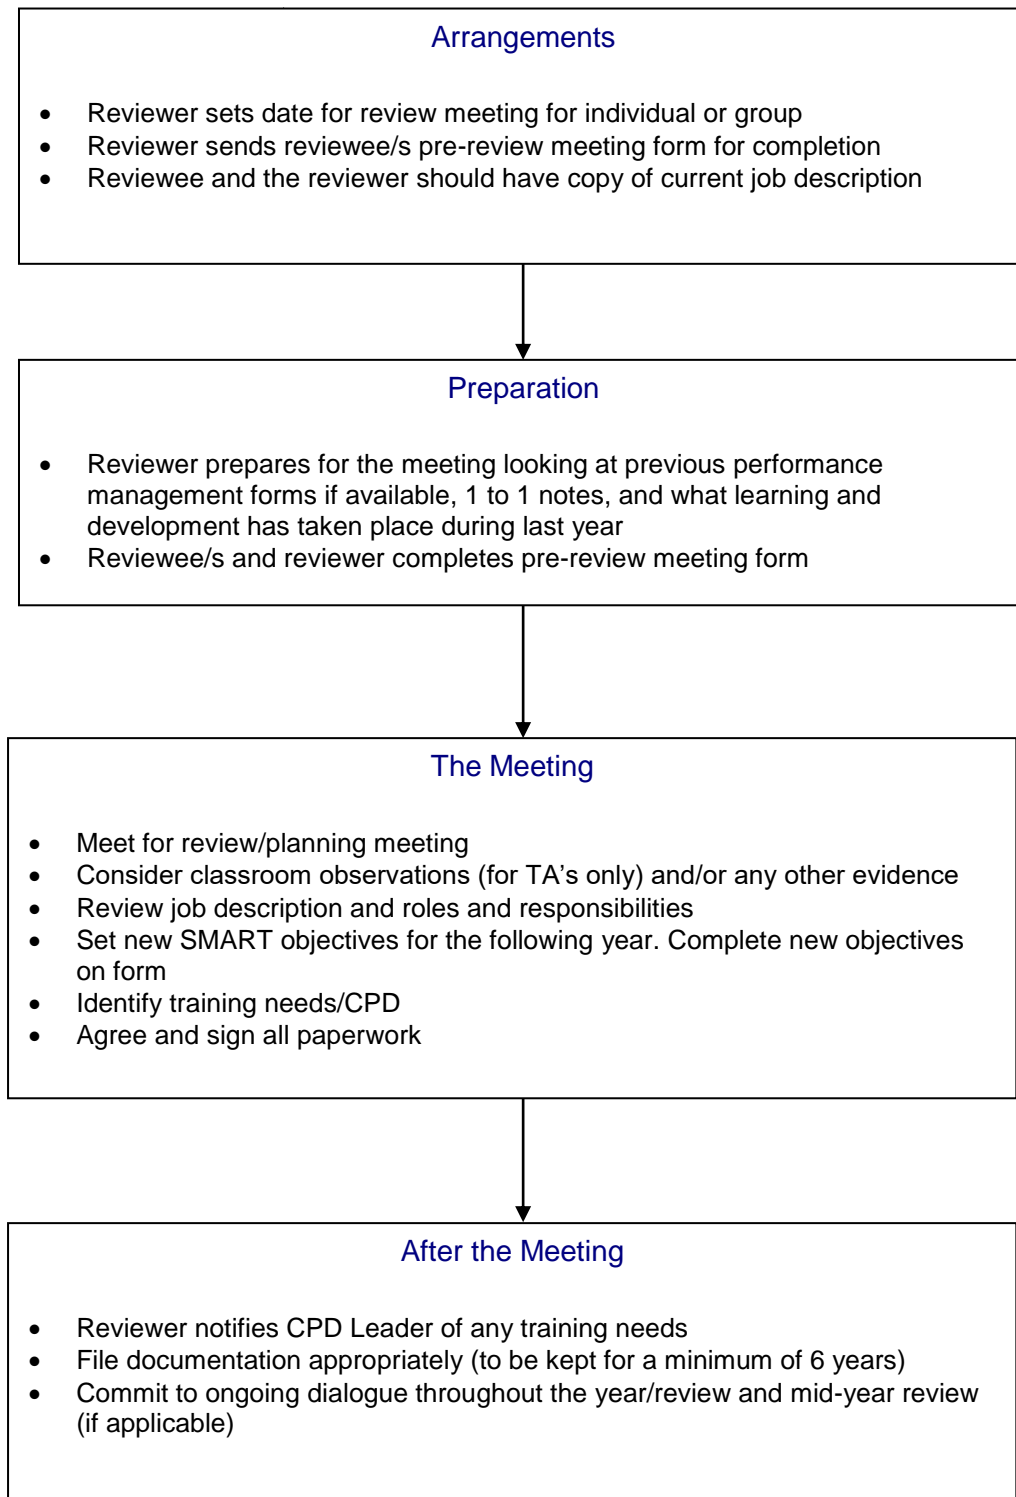 Arrangements
• Reviewer sets date for review meeting for individual or group
• Reviewer sends reviewee/s pre-review meeting form for completion
• Reviewee and the reviewer should have copy of current job description
Preparation
• Reviewer prepares for the meeting looking at previous performance
management forms if available, 1 to 1 notes, and what learning and
development has taken place during last year
• Reviewee/s and reviewer completes pre-review meeting form
The Meeting
• Meet for review/planning meeting
• Consider classroom observations (for TA's only) and/or any other evidence
• Review job description and roles and responsibilities
• Set new SMART objectives for the following year. Complete new objectives
on form
• Identify training needs/CPD
• Agree and sign all paperwork
After the Meeting
• Reviewer notifies CPD Leader of any training needs
• File documentation appropriately (to be kept for a minimum of 6 years)
• Commit to ongoing dialogue throughout the year/review and mid-year review
(if applicable)